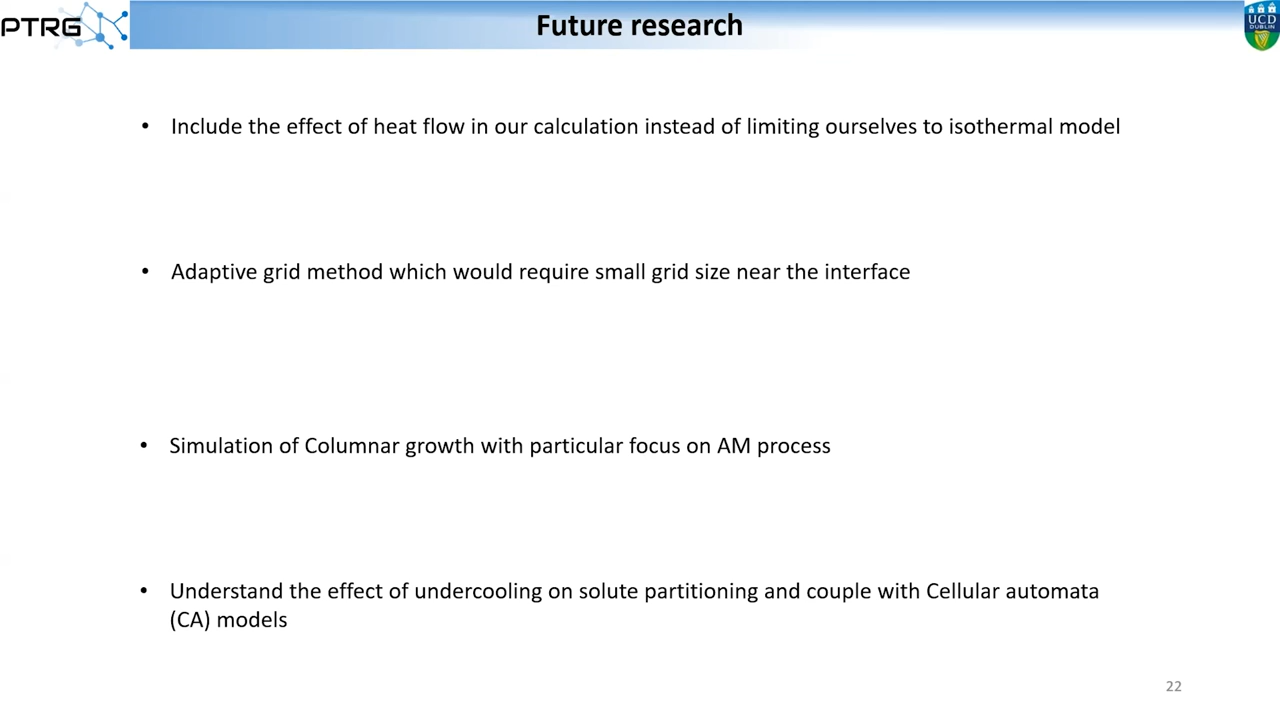 PTRG
Future research
UCD
DUBLIN
• Include the effect of heat flow in our calculation instead of limiting ourselves to isothermal model
• Adaptive grid method which would require small grid size near the interface
• Simulation of Columnar growth with particular focus on AM process
• Understand the effect of undercooling on solute partitioning and couple with Cellular automata
(CA) models
22